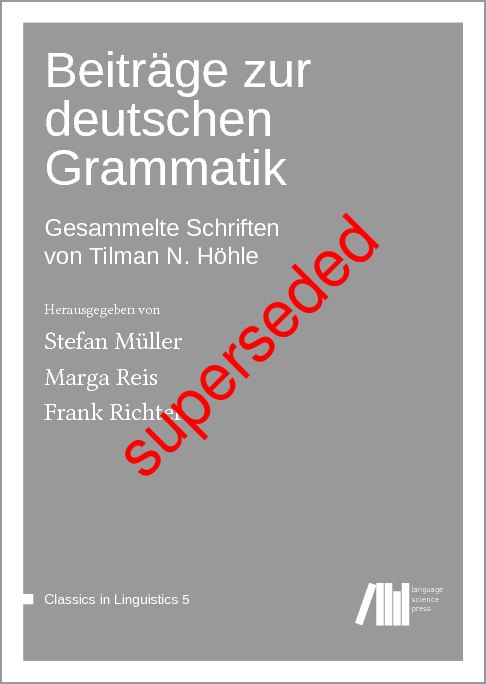 Beiträge zur
deutschen
Grammatik
Gesammelte Schriften
von Tilman N. Höhle
Herausgegeben von
Stefan Müller
Marga Reis
Frank Richter
superseded
Classics in Linguistics 5
language
science
press